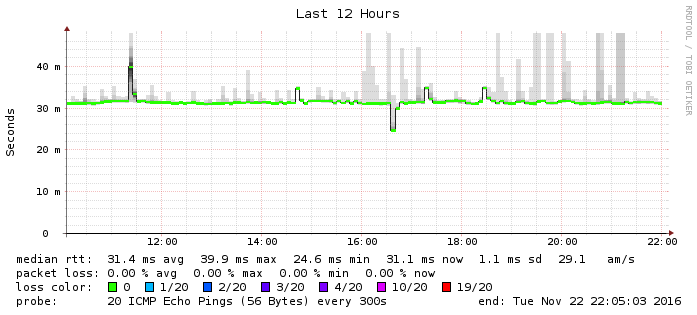 Last 12 Hours
RRDTOOL / TOBI OETIKER
Seconds
40 m
30 m
20 m
10 m
0
12:00 14:00 16:00 18:00 20:00 22:00
median rtt: 31.4 ms avg 39.9 ms max 24.6 ms min 31.1 ms now 1.1 ms sd 29.1 am/s
packet loss: 0.00 % avg 0.00 % max 0.00 % min 0.00 % now
loss color: 0 1/20 2/20 3/20 4/20 10/20 19/20
probe: 20 ICMP Echo Pings (56 Bytes) every 300s end: Tue Nov 22 22:05:03 2016